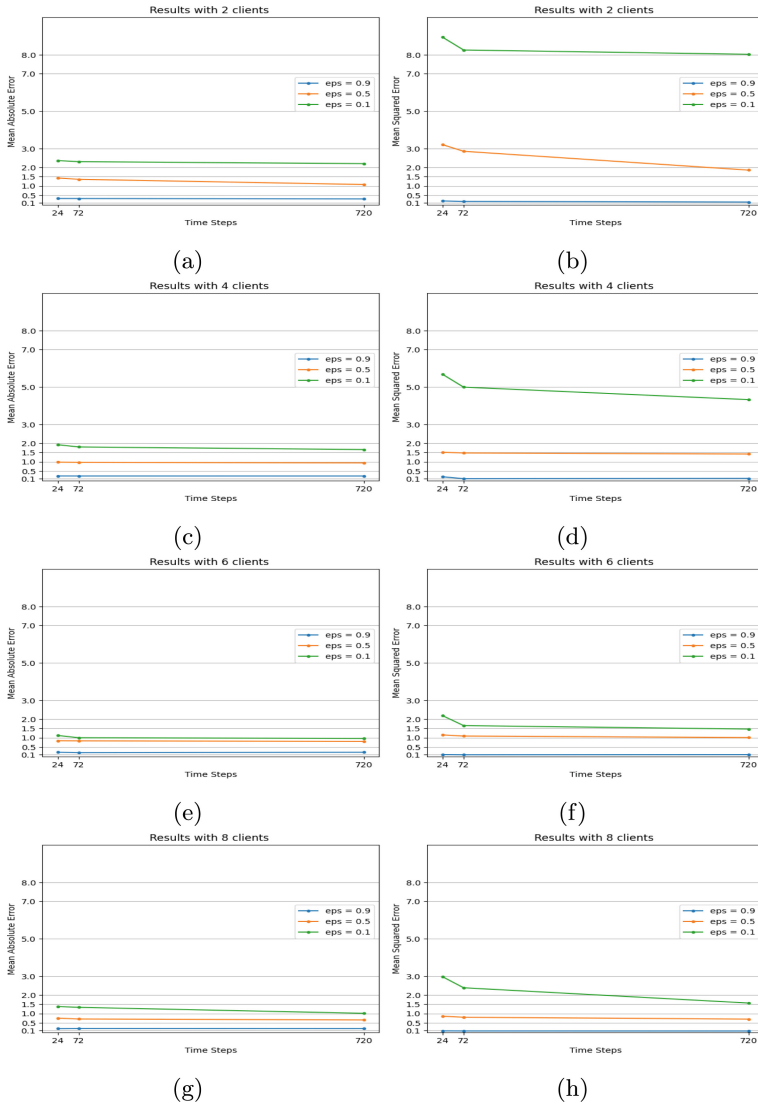 Results with 2 clients
Mean Absolute Error
8.0
7.0
5.0
3.0
2.0
1.5
1.0
0.5
0.1
eps = 0.9
eps = 0.5
eps = 0.1
24 72 720
Time Steps
(a)
Results with 2 clients
Mean Squared Error
8.0
7.0
5.0
3.0
2.0
1.5
1.0
0.5
0.1
eps = 0.9
eps = 0.5
eps = 0.1
24 72 720
Time Steps
(b)
Results with 4 clients
Mean Absolute Error
8.0
7.0
5.0
3.0
2.0
1.5
1.0
0.5
0.1
eps = 0.9
eps = 0.5
eps = 0.1
24 72 720
Time Steps
(c)
Results with 4 clients
Mean Squared Error
8.0
7.0
5.0
3.0
2.0
1.5
1.0
0.5
0.1
eps = 0.9
eps = 0.5
eps = 0.1
24 72 720
Time Steps
(d)
Results with 6 clients
Mean Absolute Error
8.0
7.0
5.0
3.0
2.0
1.5
1.0
0.5
0.1
eps = 0.9
eps = 0.5
eps = 0.1
24 72 720
Time Steps
(e)
Results with 6 clients
Mean Squared Error
8.0
7.0
5.0
3.0
2.0
1.5
1.0
0.5
0.1
eps = 0.9
eps = 0.5
eps = 0.1
24 72 720
Time Steps
(f)
Results with 8 clients
Mean Absolute Error
8.0
7.0
5.0
3.0
2.0
1.5
1.0
0.5
0.1
eps = 0.9
eps = 0.5
eps = 0.1
24 72 720
Time Steps
(g)
Results with 8 clients
Mean Squared Error
8.0
7.0
5.0
3.0
2.0
1.5
1.0
0.5
0.1
eps = 0.9
eps = 0.5
eps = 0.1
24 72 720
Time Steps
(h)